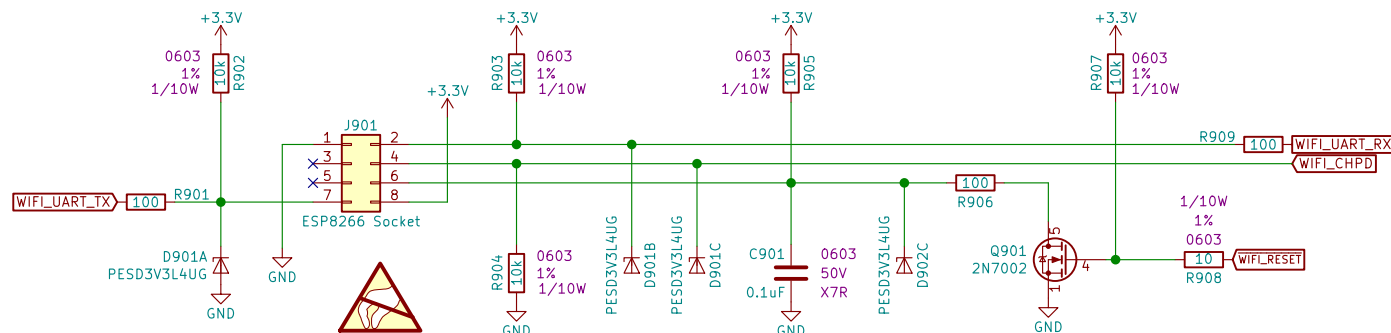 +3.3V
+3.3V
+3.3V
+3.3V
0603
1%
1/10W
10k
R902
R903
10k
0603
1%
1/10W
0603
1%
1/10W
10k
R905
R907
10k
0603
1%
1/10W
+3.3V
J901
1 2
3 4
5 6
7 8
ESP8266 Socket
WIFI_UART_TX
100
R901
R909
100
WIFI_UART_RX
WIFI_CHPD
100
R906
D901A
PESD3V3L4UG
GND
GND
R904
10k
0603
1%
1/10W
GND
PESD3V3L4UG
D901B
PESD3V3L4UG
D901C
C901
0.1uF
0603
50V
X7R
GND
PESD3V3L4UG
D902C
Q901
2N7002
5
4
1
GND
1/10W
1%
0603
10
R908
WIFI_RESET